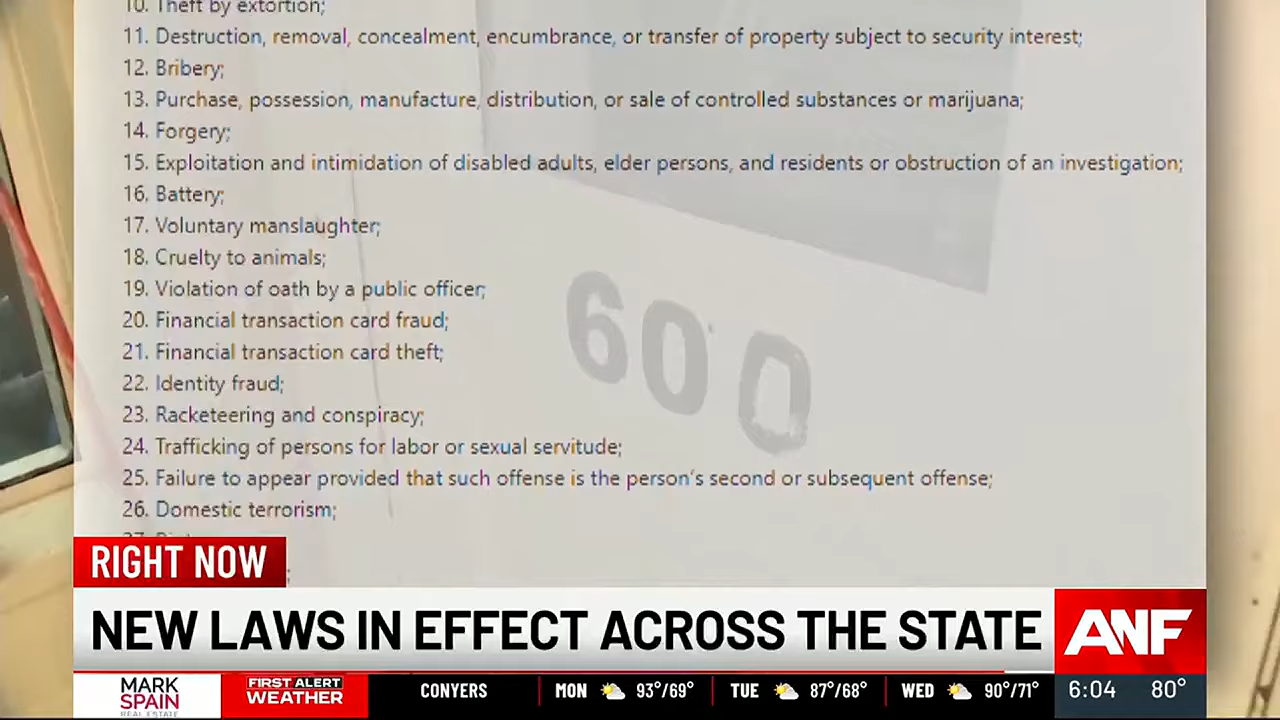 10. Theft by extortion;
11. Destruction, removal, concealment, encumbrance, or transfer of property subject to security interest;
12. Bribery;
13. Purchase, possession, manufacture, distribution, or sale of controlled substances or marijuana;
14. Forgery;
15. Exploitation and intimidation of disabled adults, elder persons, and residents or obstruction of an investigation;
16. Battery;
17. Voluntary manslaughter;
18. Cruelty to animals;
19. Violation of oath by a public officer;
20. Financial transaction card fraud;
21. Financial transaction card theft;
22. Identity fraud;
23. Racketeering and conspiracy;
24. Trafficking of persons for labor or sexual servitude;
25. Failure to appear provided that such offense is the person's second or subsequent offense;
26. Domestic terrorism;
600
RIGHT NOW
NEW LAWS IN EFFECT ACROSS THE STATE
ANF
MARK SPAIN REAL ESTATE
FIRST ALERT WEATHER
CONYERS MON 93°/69° TUE 87°/68° WED 90°/71° 6:04 80°